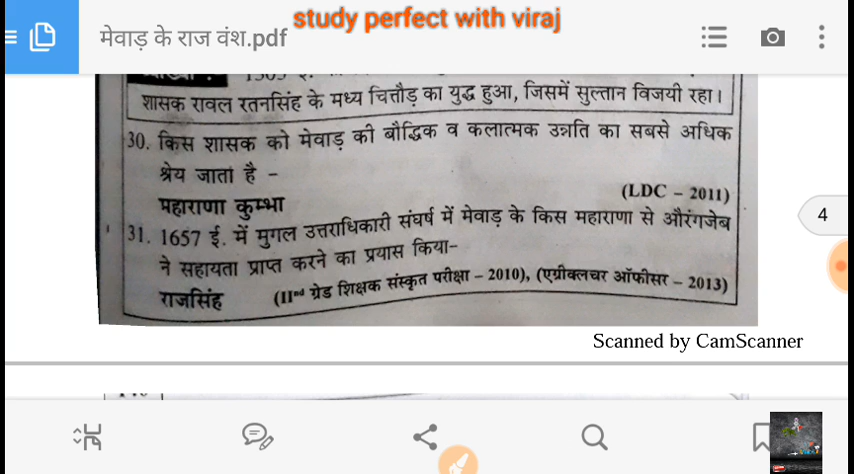 study perfect with viraj
मेवाड़ के राज वंश.pdf
शासक रावल रतनसिंह के मध्य चित्तौड़ का युद्ध हुआ, जिसमें सुल्तान विजयी रहा।
30. किस शासक को मेवाड़ की बौद्धिक व कलात्मक उन्नति का सबसे अधिक
श्रेय जाता है -
(LDC - 2011)
महाराणा कुम्भा
31. 1657 ई. में मुगल उत्तराधिकारी संघर्ष में मेवाड़ के किस महाराणा से औरंगजेब
ने सहायता प्राप्त करने का प्रयास किया-
राजसिंह (IInd ग्रेड शिक्षक संस्कृत परीक्षा - 2010), (एग्रीक्लचर ऑफीसर - 2013)
4
Scanned by CamScanner